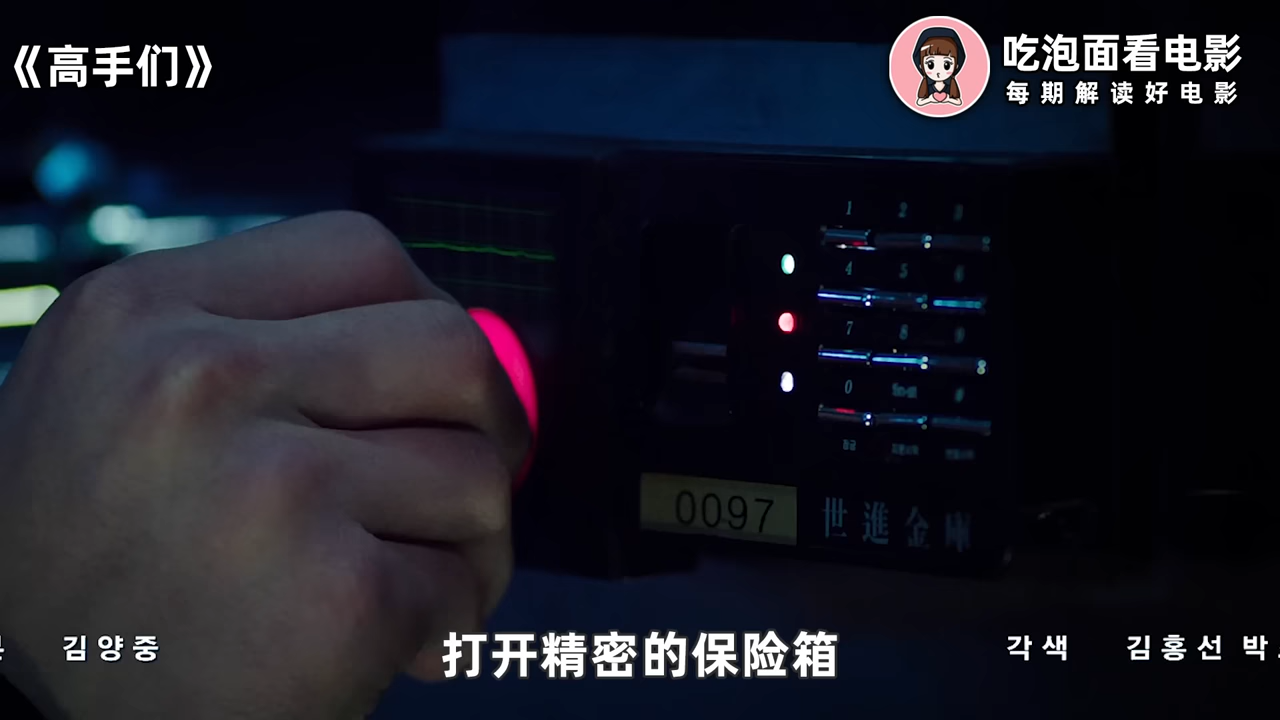 《高手们》
吃泡面看电影
每期解读好电影
1 2 3
4 5 6
7 8 9
0
0097
世進金庫
김양중
打开精密的保险箱
각색 김홍선 박